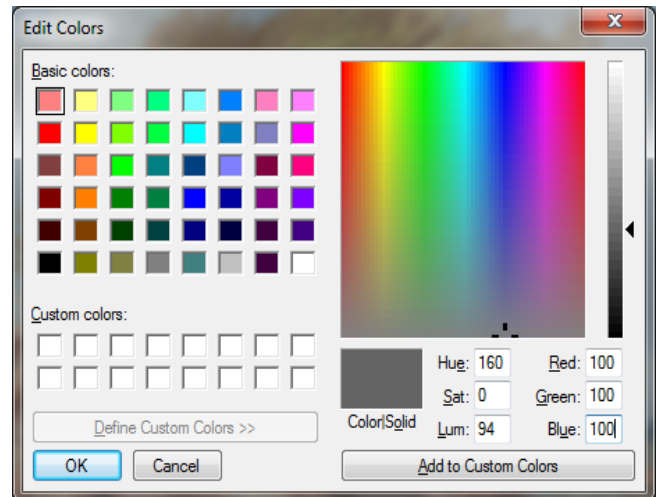 Edit Colors
Basic colors:
Custom colors:
Define Custom Colors >>
OK Cancel
Color|Solid
Hue: 160 Red: 100
Sat: 0 Green: 100
Lum: 94 Blue: 100
Add to Custom Colors